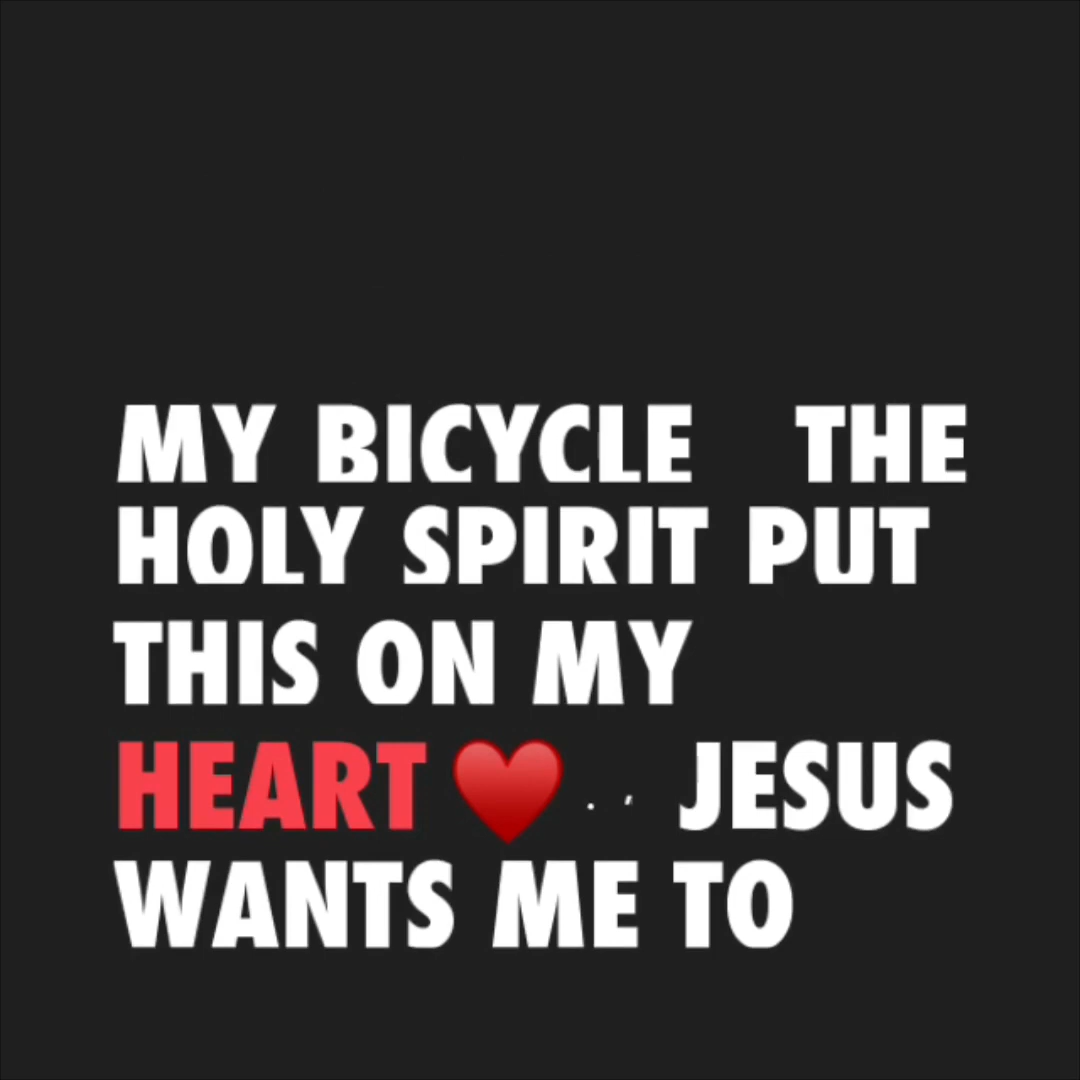 MY BICYCLE THE
HOLY SPIRIT PUT
THIS ON MY
HEART ♥️ . , JESUS
WANTS ME TO